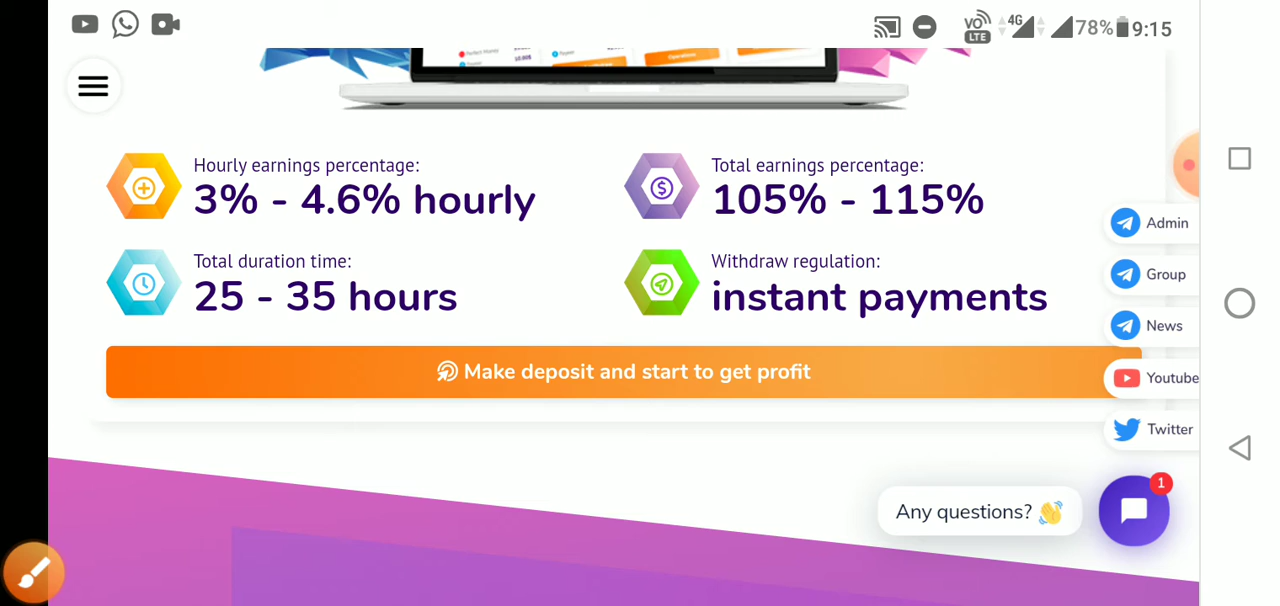 VO LTE 4G 78% 9:15
Hourly earnings percentage:
3% - 4.6% hourly
Total earnings percentage:
105% - 115%
Total duration time:
25 - 35 hours
Withdraw regulation:
instant payments
Make deposit and start to get profit
Admin
Group
News
Youtube
Twitter
Any questions? 👋
1